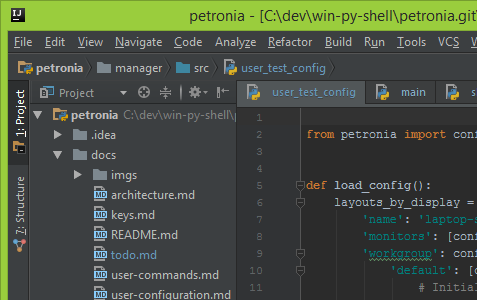 IJ petronia - [C:\dev\win-py-shell\petronia.git
File Edit View Navigate Code Analyze Refactor Build Run Tools VCS
petronia manager src user_test_config
1: Project
7: Structure
Project
petronia C:\dev\win-py-shell\
.idea
docs
imgs
architecture.md
keys.md
README.md
todo.md
user-commands.md
user-configuration.md
user_test_config main s
1
2 from petronia import con
3
4
5 def load_config():
6 layouts_by_display =
7 'name': 'laptop-s
8 'monitors': [conf
9 'workgroup': conf
10 'default': [c
11 # Initial